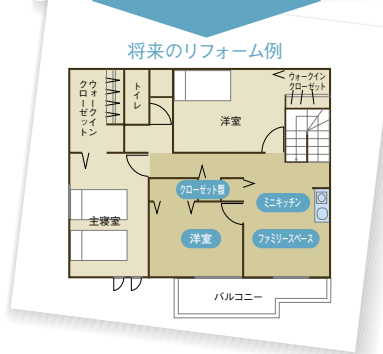 将来のリフォーム例
ウォークイン
クローゼット
トイレ
洋室
ウォークイン
クローゼット
クローゼット類
ミニキッチン
主寝室
洋室
ファミリースペース
バルコニー